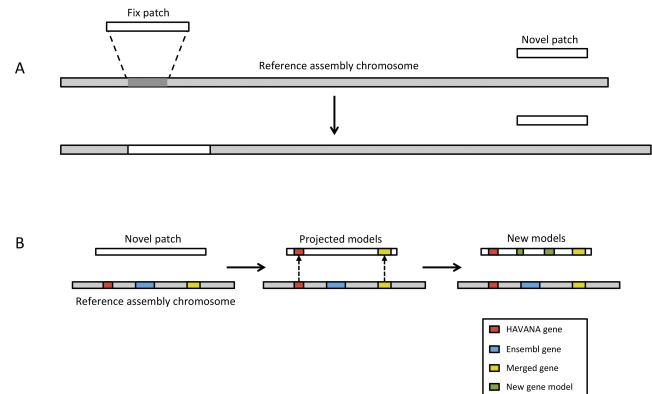 Fix patch
Novel patch
A
Reference assembly chromosome
B
Novel patch
Projected models
New models
Reference assembly chromosome
HAVANA gene
Ensembl gene
Merged gene
New gene model